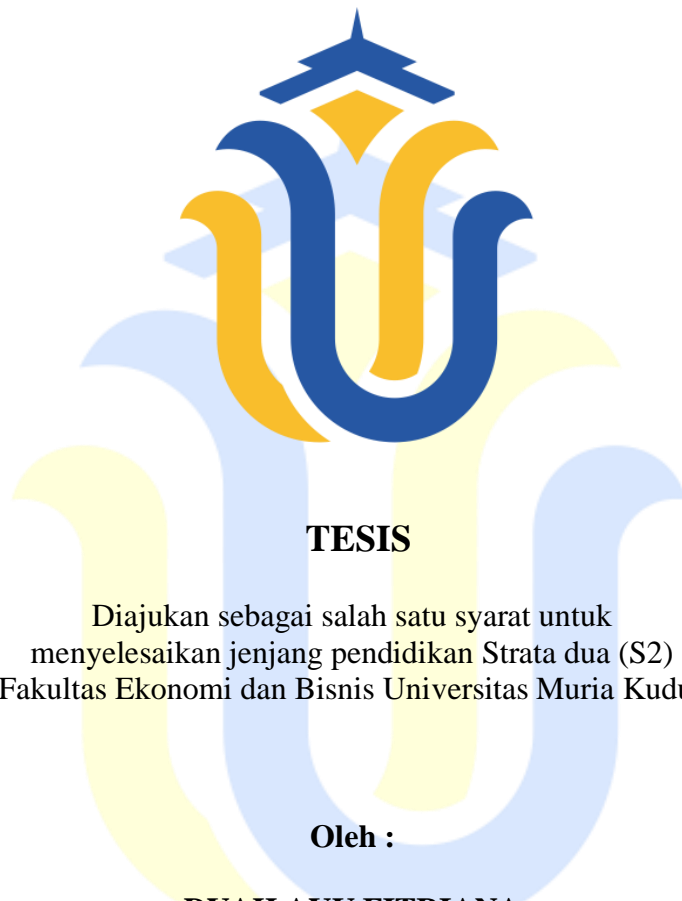 TESIS
Diajukan sebagai salah satu syarat untuk
menyelesaikan jenjang pendidikan Strata dua (S2)
Fakultas Ekonomi dan Bisnis Universitas Muria Kudu
Oleh :